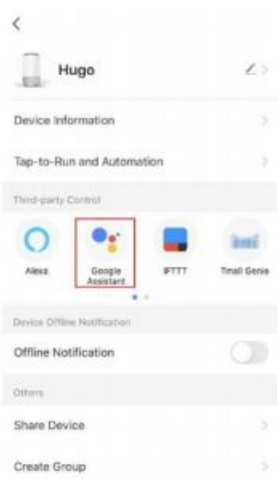 Hugo
Device Information
Tap-to-Run and Automation
Third-party Control
Alexa
Google
Assistant
IFTTT
Tmall Genie
Device Offline Notification
Offline Notification
Others
Share Device
Create Group